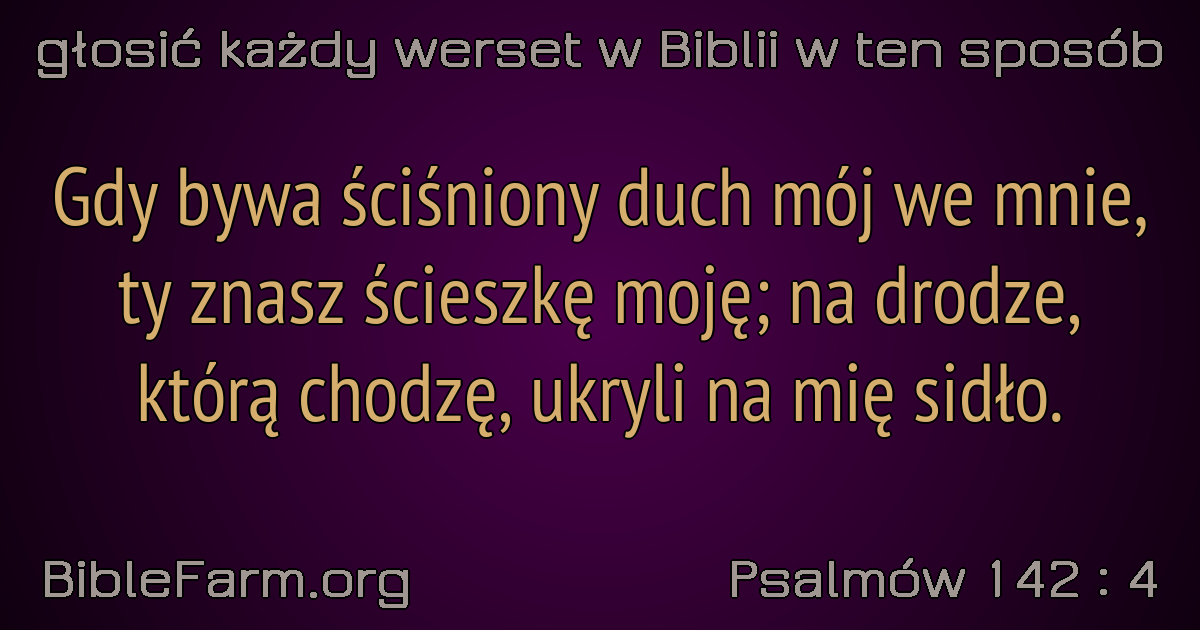 głosić każdy werset w Biblii w ten sposób
Gdy bywa ściśniony duch mój we mnie,
ty znasz ścieszkę moję; na drodze,
którą chodzę, ukryli na mię sidło.
BibleFarm.org
Psalmów 142 : 4